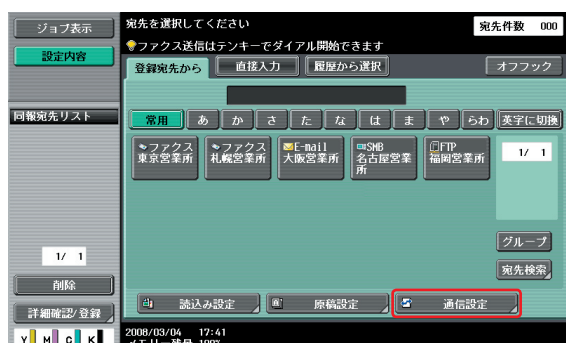 ジョブ表示
設定内容
宛先を選択してください
宛先件数 000
ファクス送信はテンキーでダイアル開始できます
登録宛先から 直接入力 履歴から選択 オフフック
同報宛先リスト
常用 あ か さ た な は ま や らわ 英字に切換
ファクス
東京営業所
ファクス
札幌営業所
E-mail
大阪営業所
SMB
名古屋営業
所
FTP
福岡営業所
1/ 1
グループ
宛先検索
1/ 1
削除
詳細確認/登録
読込み設定 原稿設定 通信設定
Y M C K
2008/03/04 17:41
メモリー残量 100%